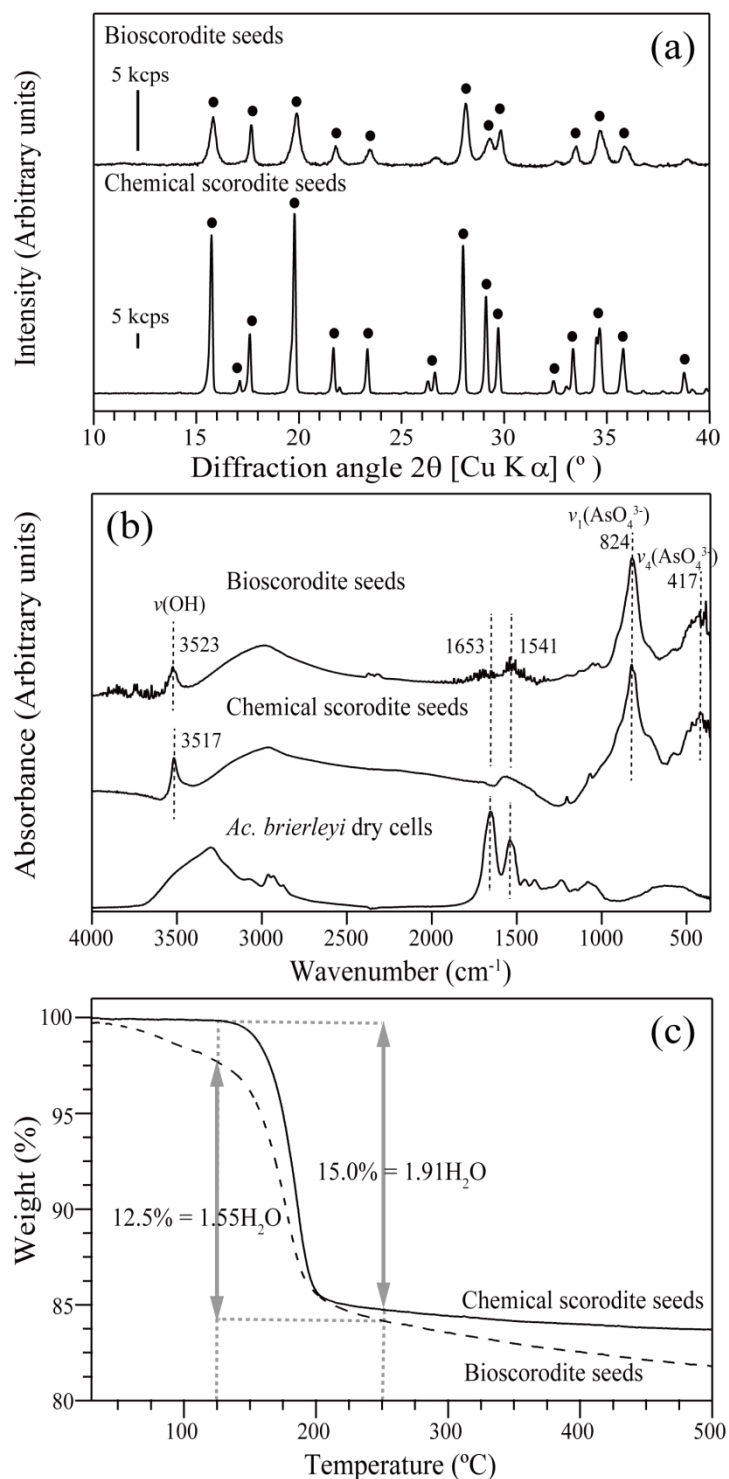 (a)
Bioscorodite seeds
5 kcps
Chemical scorodite seeds
5 kcps
Intensity (Arbitrary units)
10 15 20 25 30 35 40
Diffraction angle 2θ [Cu K α] (º )
(b)
ν1(AsO₄³⁻)
824
ν4(AsO₄³⁻)
417
Bioscorodite seeds
ν(OH)
3523
1653
1541
Chemical scorodite seeds
3517
Ac. brierleyi dry cells
Absorbance (Arbitrary units)
4000 3500 3000 2500 2000 1500 1000 500
Wavenumber (cm⁻¹)
(c)
100
95
90
85
80
Weight (%)
15.0% = 1.91H₂O
12.5% = 1.55H₂O
Chemical scorodite seeds
Bioscorodite seeds
100 200 300 400 500
Temperature (ºC)